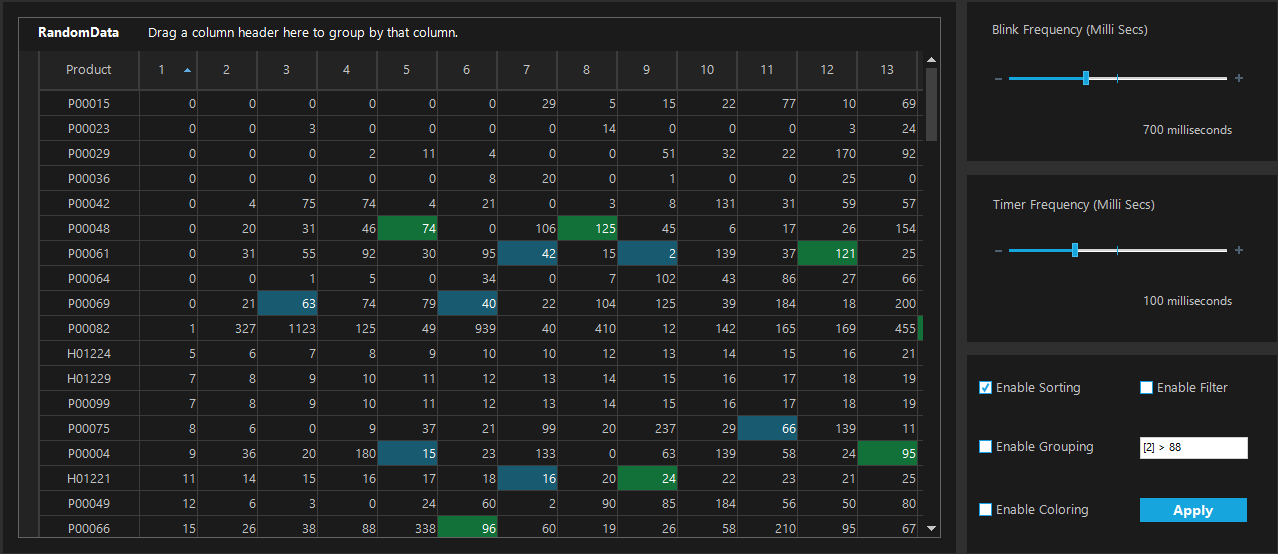 RandomData Drag a column header here to group by that column.
Product 1 2 3 4 5 6 7 8 9 10 11 12 13
P00015 0 0 0 0 0 0 29 5 15 22 77 10 69
P00023 0 0 3 0 0 0 0 14 0 0 0 3 24
P00029 0 0 0 2 11 4 0 0 51 32 22 170 92
P00036 0 0 0 0 0 8 20 0 1 0 0 25 0
P00042 0 4 75 74 4 21 0 3 8 131 31 59 57
P00048 0 20 31 46 74 0 106 125 45 6 17 26 154
P00061 0 31 55 92 30 95 42 15 2 139 37 121 25
P00064 0 0 1 5 0 34 0 7 102 43 86 27 66
P00069 0 21 63 74 79 40 22 104 125 39 184 18 200
P00082 1 327 1123 125 49 939 40 410 12 142 165 169 455
H01224 5 6 7 8 9 10 10 12 13 14 15 16 21
H01229 7 8 9 10 11 12 13 14 15 16 17 18 19
P00099 7 8 9 10 11 12 13 14 15 16 17 18 19
P00075 8 6 0 9 37 21 99 20 237 29 66 139 11
P00004 9 36 20 180 15 23 133 0 63 139 58 24 95
H01221 11 14 15 16 17 18 16 20 24 22 23 21 25
P00049 12 6 3 0 24 60 2 90 85 184 56 50 80
P00066 15 26 38 88 338 96 60 19 26 58 210 95 67
Blink Frequency (Milli Secs)
700 milliseconds
Timer Frequency (Milli Secs)
100 milliseconds
Enable Sorting Enable Filter
Enable Grouping [2] > 88
Enable Coloring Apply